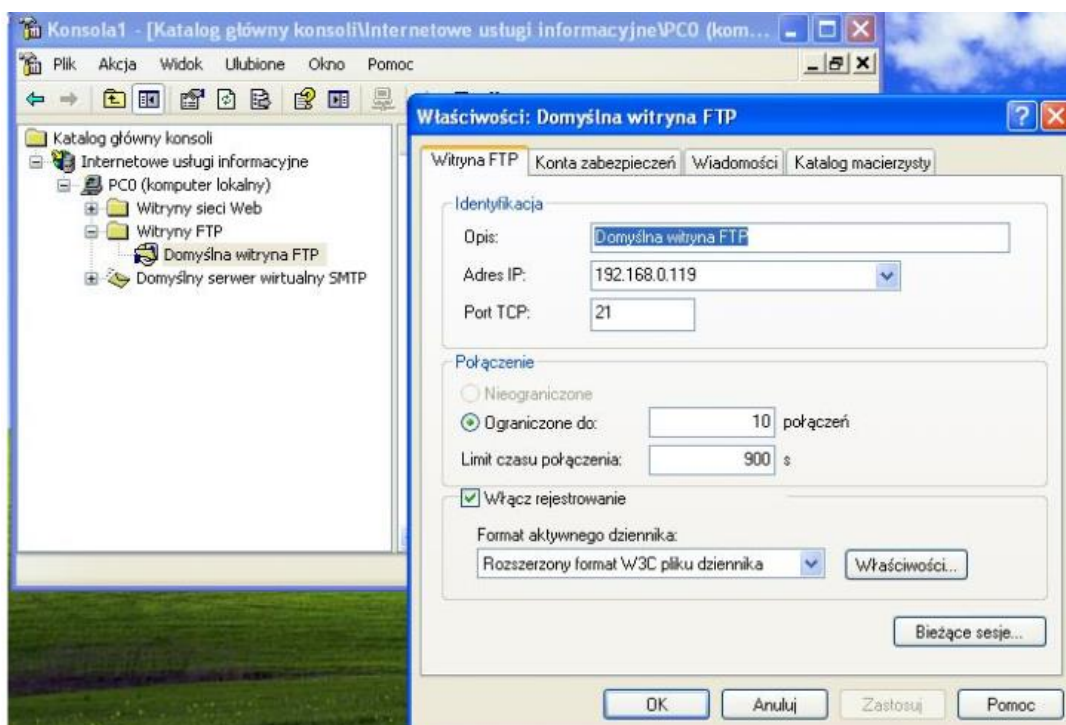 Konsola1 - [Katalog główny konsoli\Internetowe usługi informacyjne\PC0 (kom...
Plik Akcja Widok Ulubione Okno Pomoc
Katalog główny konsoli
Internetowe usługi informacyjne
PC0 (komputer lokalny)
Witryny sieci Web
Witryny FTP
Domyślna witryna FTP
Domyślny serwer wirtualny SMTP
Właściwości: Domyślna witryna FTP
Witryna FTP Konta zabezpieczeń Wiadomości Katalog macierzysty
Identyfikacja
Opis: Domyślna witryna FTP
Adres IP: 192.168.0.119
Port TCP: 21
Połączenie
Nieograniczone
Ograniczone do: 10 połączeń
Limit czasu połączenia: 900 s
Włącz rejestrowanie
Format aktywnego dziennika:
Rozszerzony format W3C pliku dziennika Właściwości...
Bieżące sesje...
OK Anuluj Zastosuj Pomoc